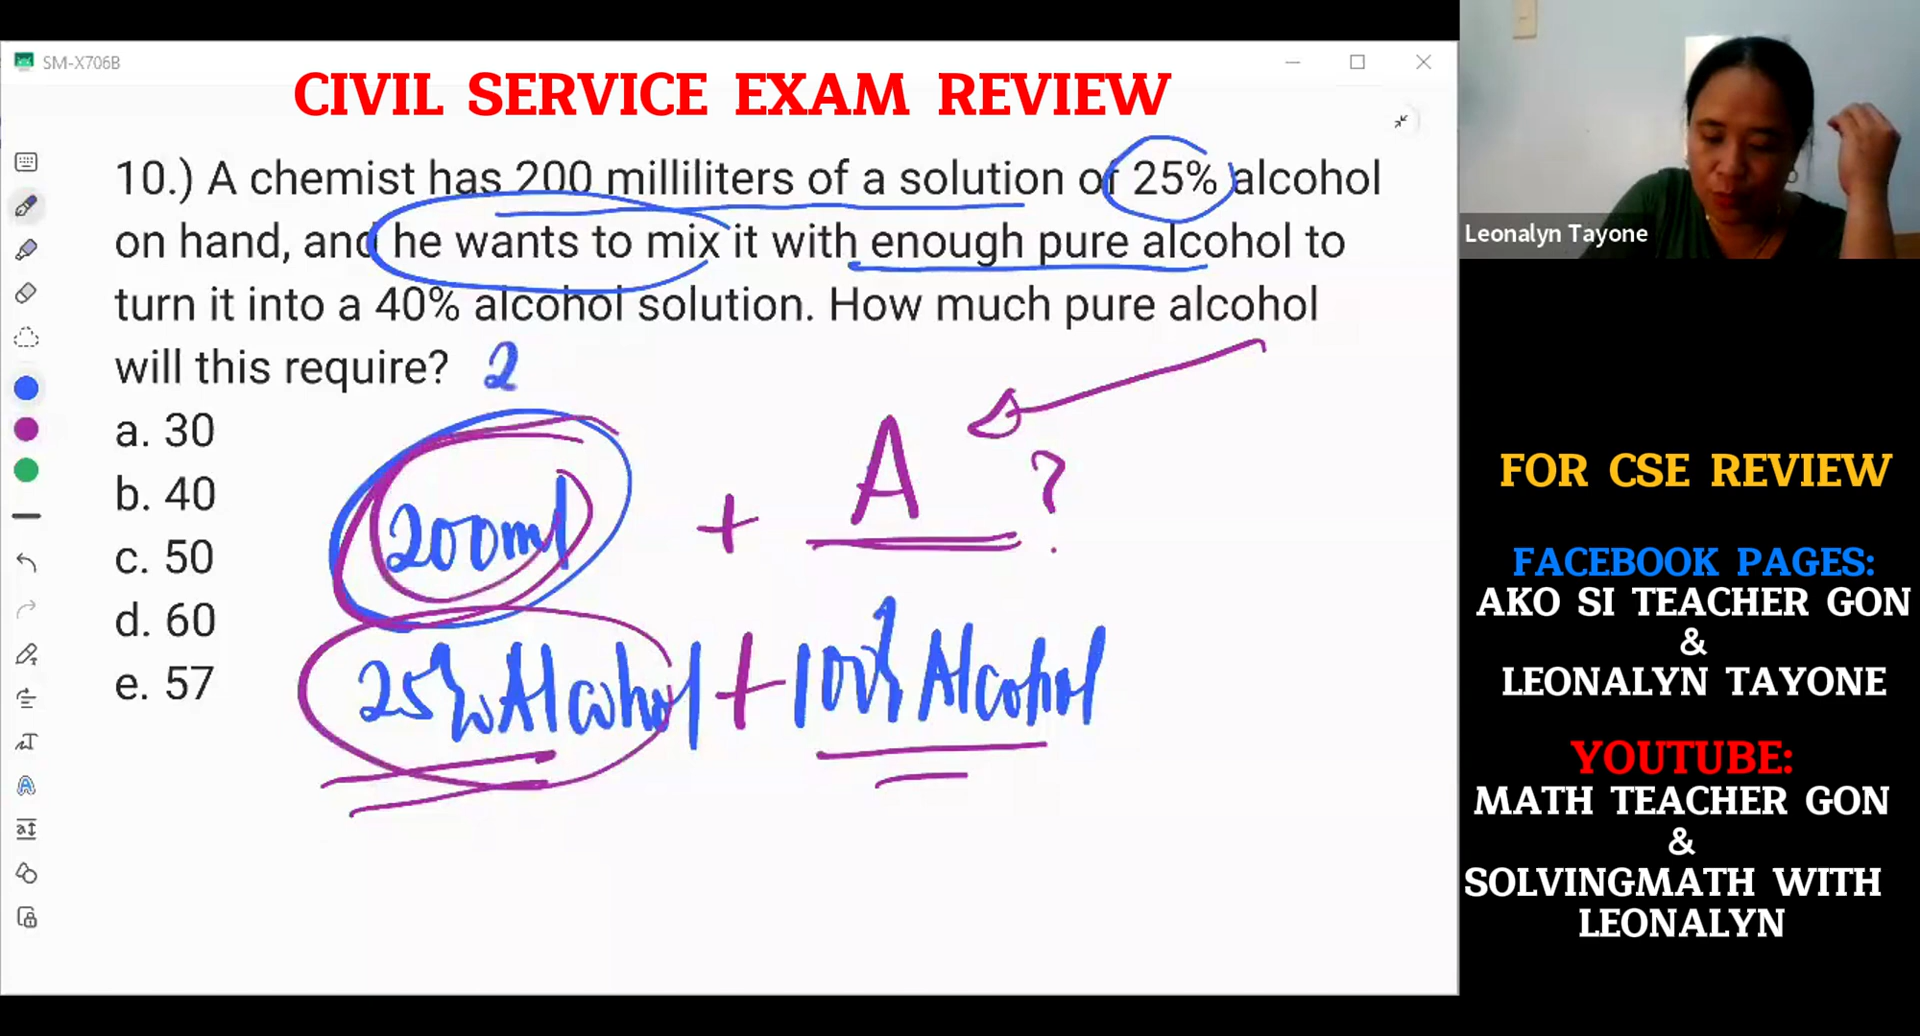 SM-X706B
CIVIL SERVICE EXAM REVIEW
10.) A chemist has 200 milliliters of a solution of 25% alcohol
on hand, and he wants to mix it with enough pure alcohol to
turn it into a 40% alcohol solution. How much pure alcohol
will this require? 2
a. 30
b. 40
c. 50
d. 60
e. 57
200ml + A ?
25% Alcohol + 100% Alcohol
Leonalyn Tayone
FOR CSE REVIEW
FACEBOOK PAGES:
AKO SI TEACHER GON
&
LEONALYN TAYONE
YOUTUBE:
MATH TEACHER GON
&
SOLVINGMATH WITH
LEONALYN